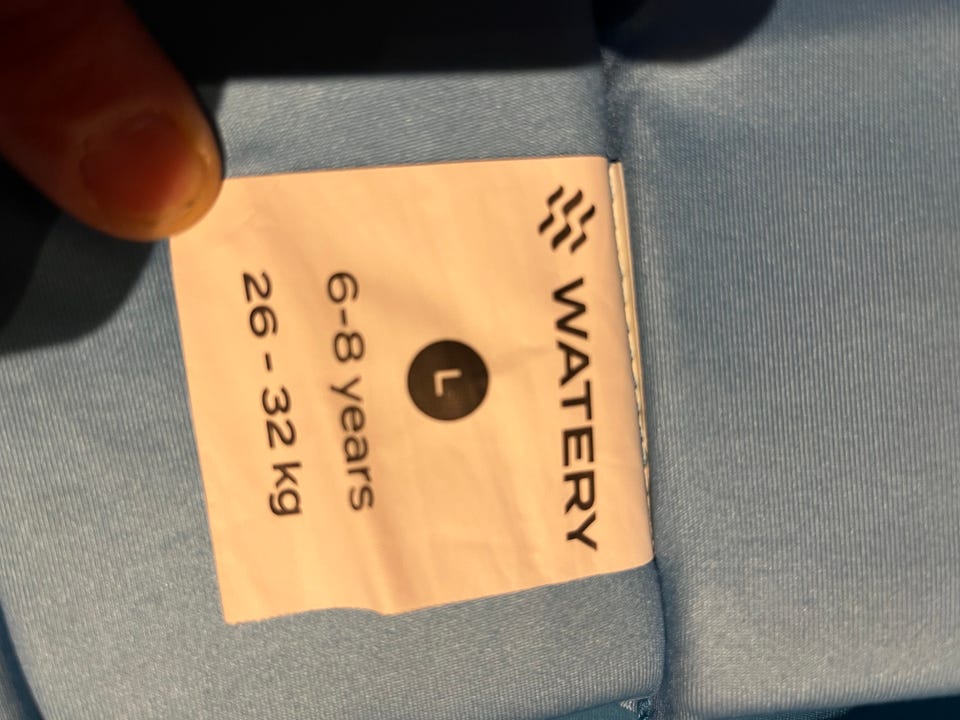 WATERY
L
6-8 years
26 - 32 kg